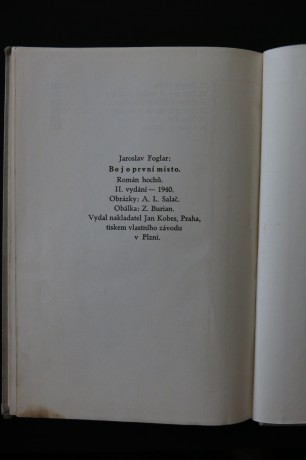 Jaroslav Foglar:
Boj o první místo.
Román hochů.
II. vydání — 1940.
Obrázky: A. L. Salač.
Obálka: Z. Burian.
Vydal nakladatel Jan Kobes, Praha,
tiskem vlastního závodu
v Plzni.